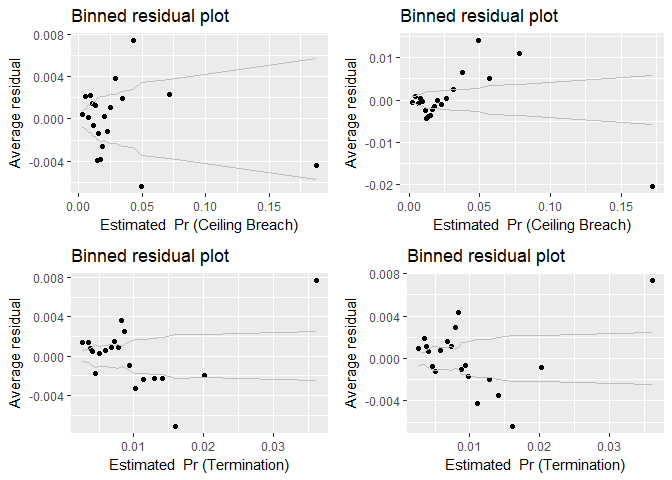 Binned residual plot
0.008
0.004
0.000
-0.004
Average residual
0.00 0.05 0.10 0.15
Estimated Pr (Ceiling Breach)
Binned residual plot
0.01
0.00
-0.01
-0.02
Average residual
0.00 0.05 0.10 0.15
Estimated Pr (Ceiling Breach)
Binned residual plot
0.008
0.004
0.000
-0.004
Average residual
0.01 0.02 0.03
Estimated Pr (Termination)
Binned residual plot
0.008
0.004
0.000
-0.004
Average residual
0.01 0.02 0.03
Estimated Pr (Termination)